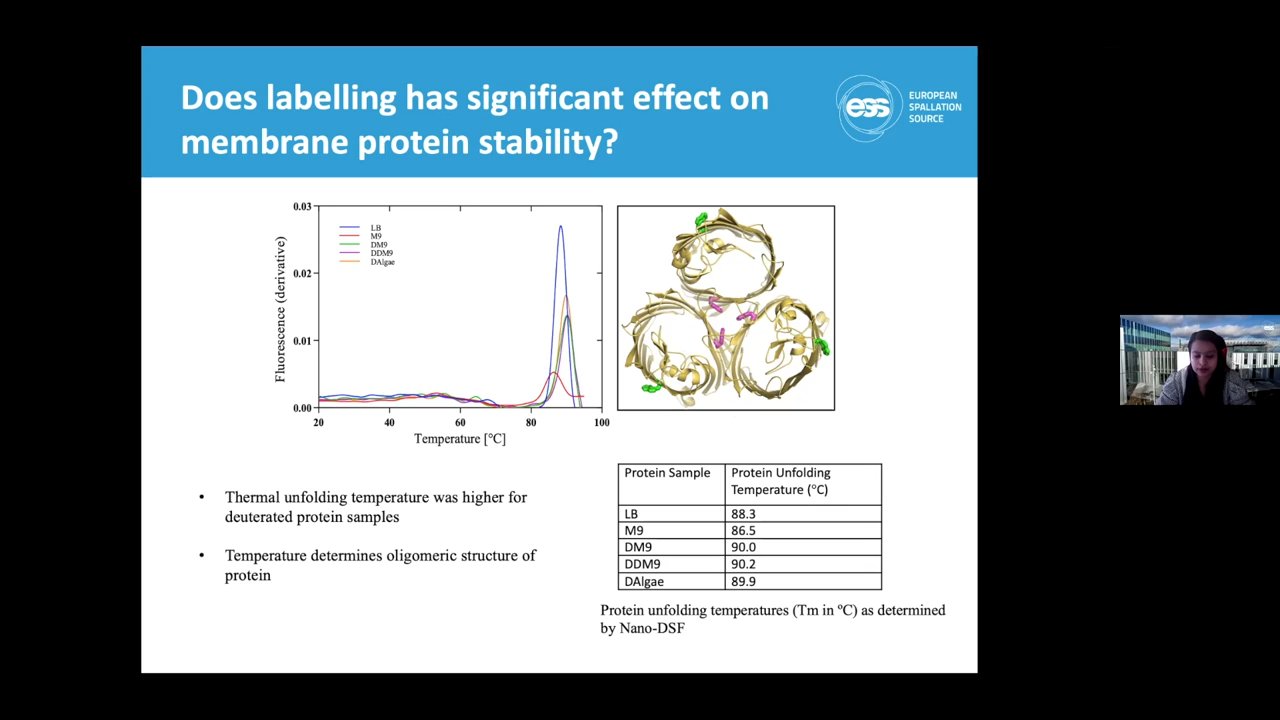 Does labelling has significant effect on
membrane protein stability?
ess
EUROPEAN
SPALLATION
SOURCE
0.03
0.02
0.01
0.00
Fluorescence (derivative)
LB
M9
DM9
DDM9
DAlgae
20 40 60 80 100
Temperature [°C]
• Thermal unfolding temperature was higher for
deuterated protein samples
• Temperature determines oligomeric structure of
protein
Protein Sample Protein Unfolding
Temperature (°C)
LB 88.3
M9 86.5
DM9 90.0
DDM9 90.2
DAlgae 89.9
Protein unfolding temperatures (Tm in ºC) as determined
by Nano-DSF
ess